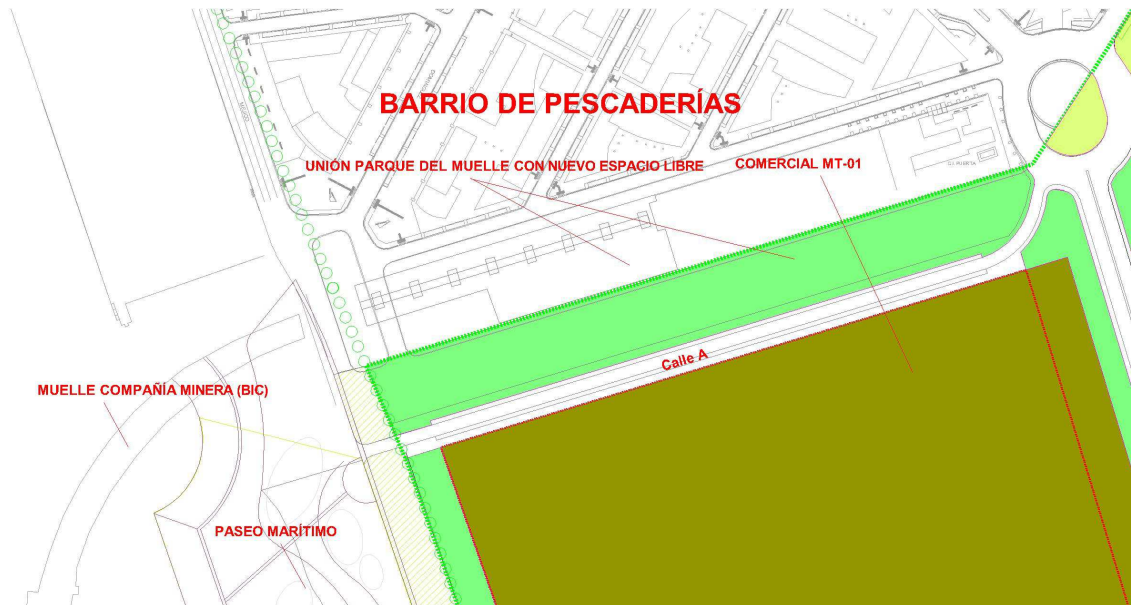 BARRIO DE PESCADERÍAS
UNIÓN PARQUE DEL MUELLE CON NUEVO ESPACIO LIBRE
COMERCIAL MT-01
Calle A
MUELLE COMPAÑÍA MINERA (BIC)
PASEO MARÍTIMO